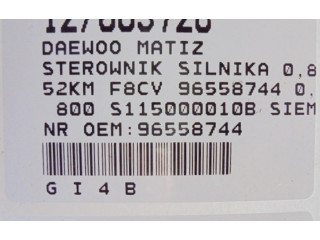 DAEWOO MATIZ
STEROWNIK SILNIKA 0,8
52KM F8CV 96558744 0.
800 S115000010B SIEM
NR OEM:96558744
G I 4 B